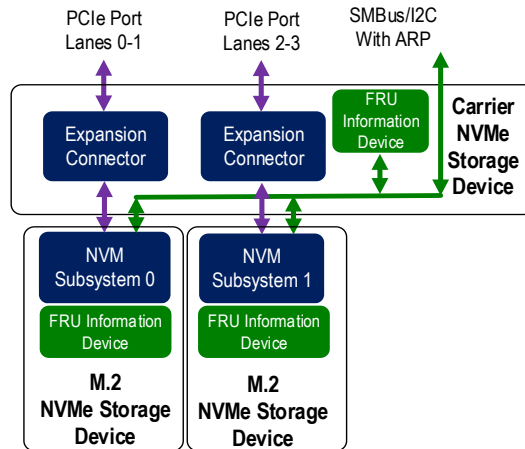 PCIe Port
Lanes 0-1
PCIe Port
Lanes 2-3
SMBus/I2C
With ARP
Expansion
Connector
Expansion
Connector
FRU
Information
Device
Carrier
NVMe
Storage
Device
NVM
Subsystem 0
FRU Information
Device
M.2
NVMe Storage
Device
NVM
Subsystem 1
FRU Information
Device
M.2
NVMe Storage
Device